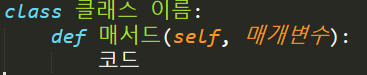 class 클래스 이름:
    def 매서드(self, 매개변수):
        코드